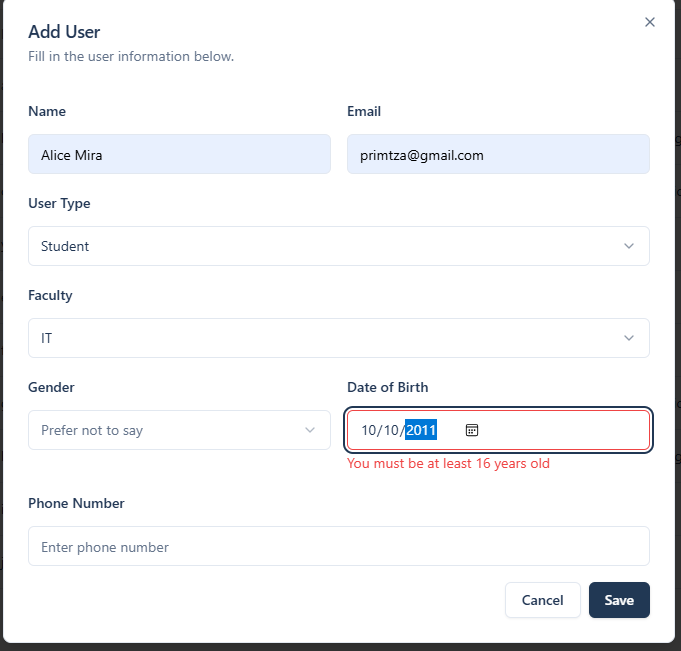 Add User
Fill in the user information below.
Name
Email
Alice Mira
primtza@gmail.com
User Type
Student
Faculty
IT
Gender
Date of Birth
Prefer not to say
10/10/2011
You must be at least 16 years old
Phone Number
Enter phone number
Cancel
Save